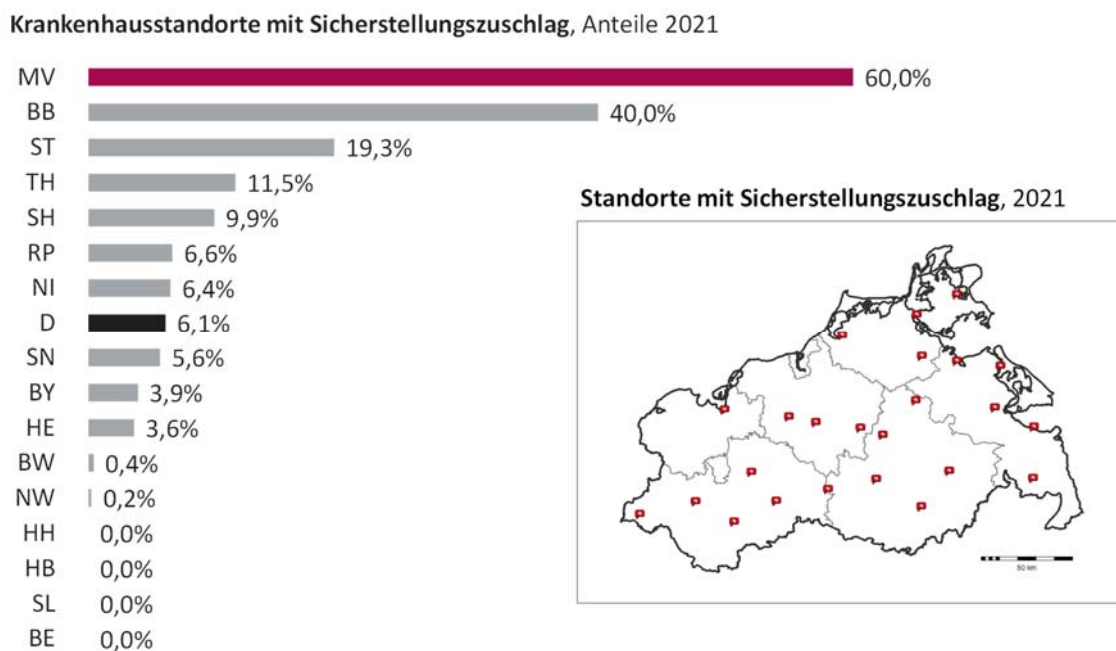 Krankenhausstandorte mit Sicherstellungszuschlag, Anteile 2021
MV 60,0%
BB 40,0%
ST 19,3%
TH 11,5%
SH 9,9%
RP 6,6%
NI 6,4%
D 6,1%
SN 5,6%
BY 3,9%
HE 3,6%
BW 0,4%
NW 0,2%
HH 0,0%
HB 0,0%
SL 0,0%
BE 0,0%
Standorte mit Sicherstellungszuschlag, 2021
50 km